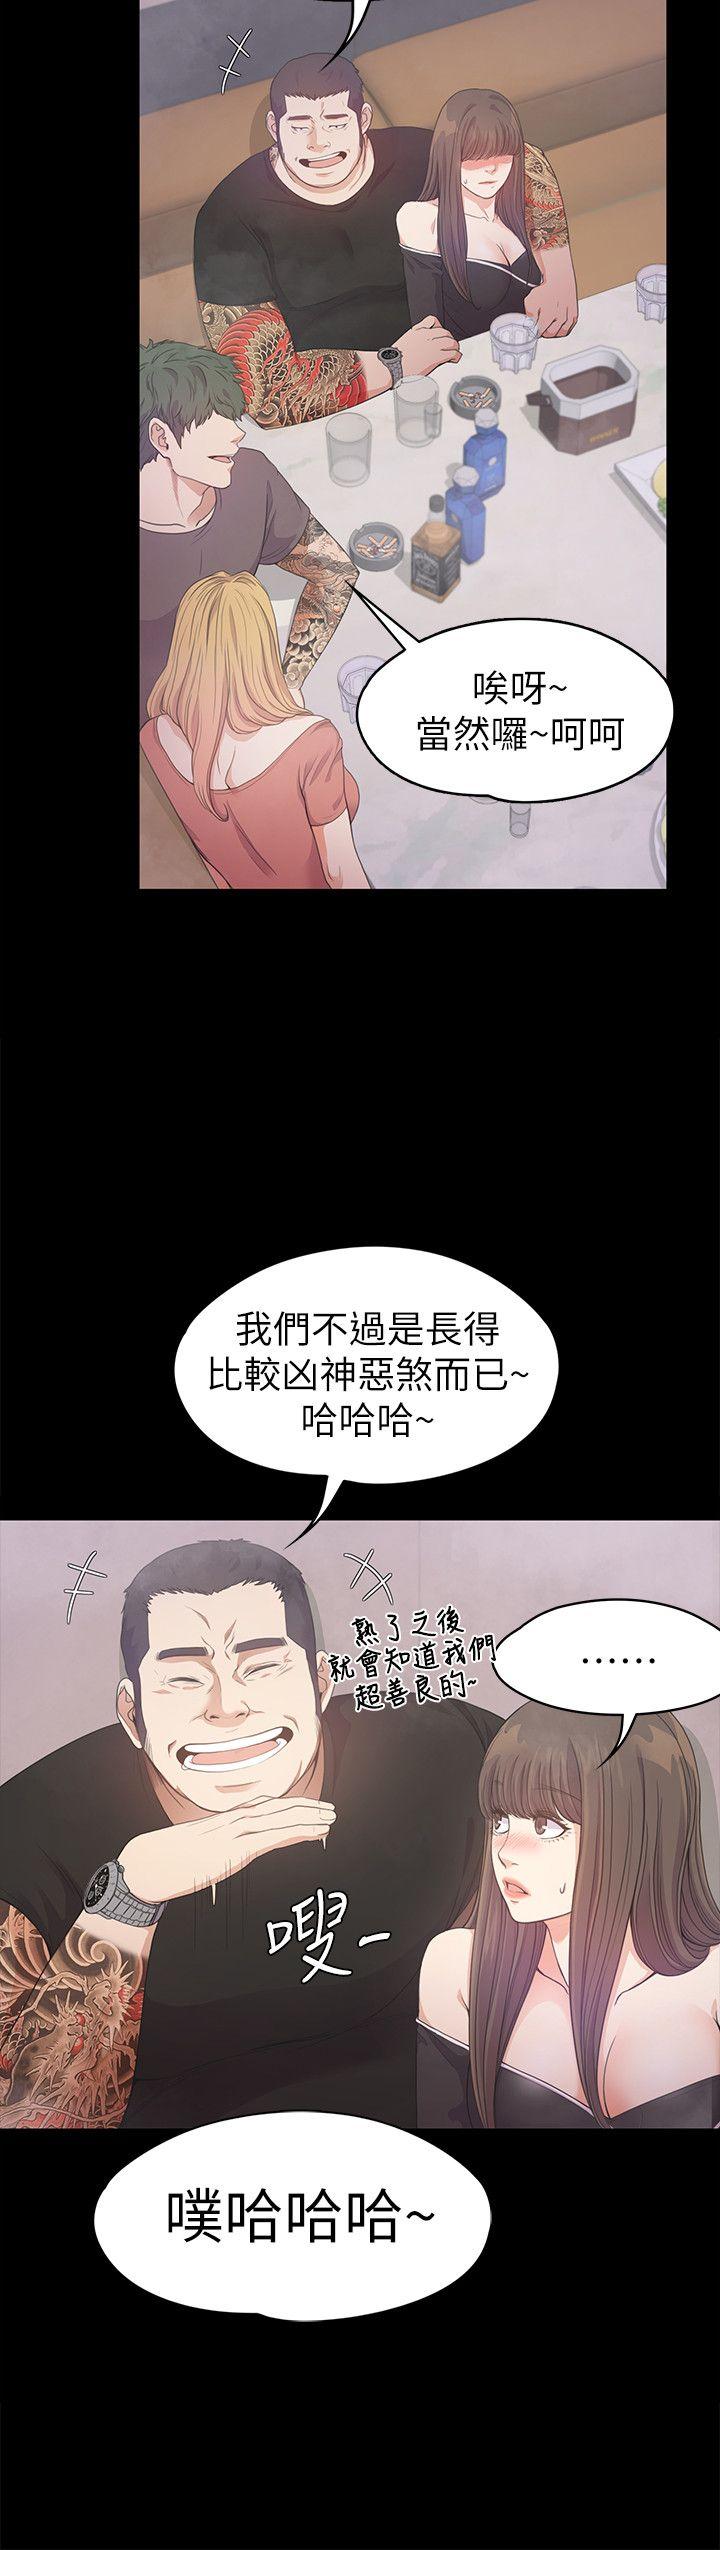 WINNER
唉呀~
當然囉~呵呵
我們不過是長得
比較凶神惡煞而已~
哈哈哈~
熟了之後
就會知道我們
超善良的~
......
嗖-
噗哈哈哈~